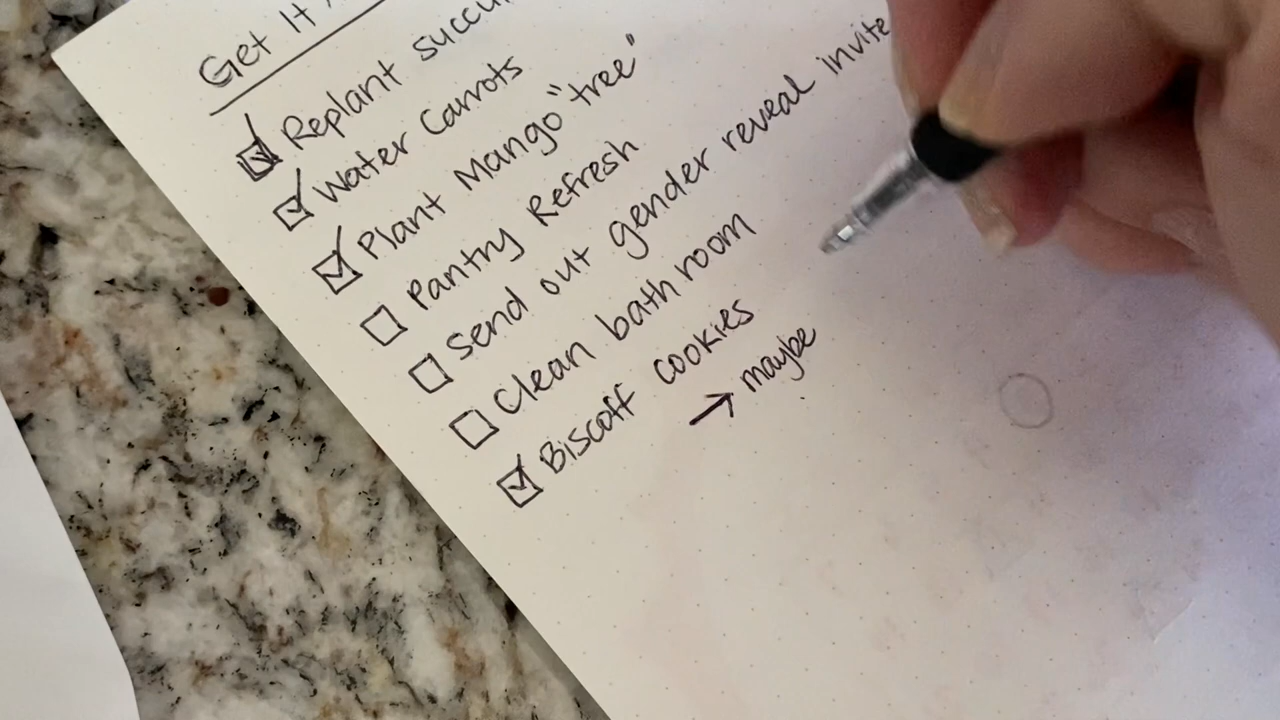 Get It
Replant
Water Carrots
Plant Mango "tree"
Pantry Refresh
Send out gender reveal invite
Clean bathroom
Biscoff cookies
→ maybe